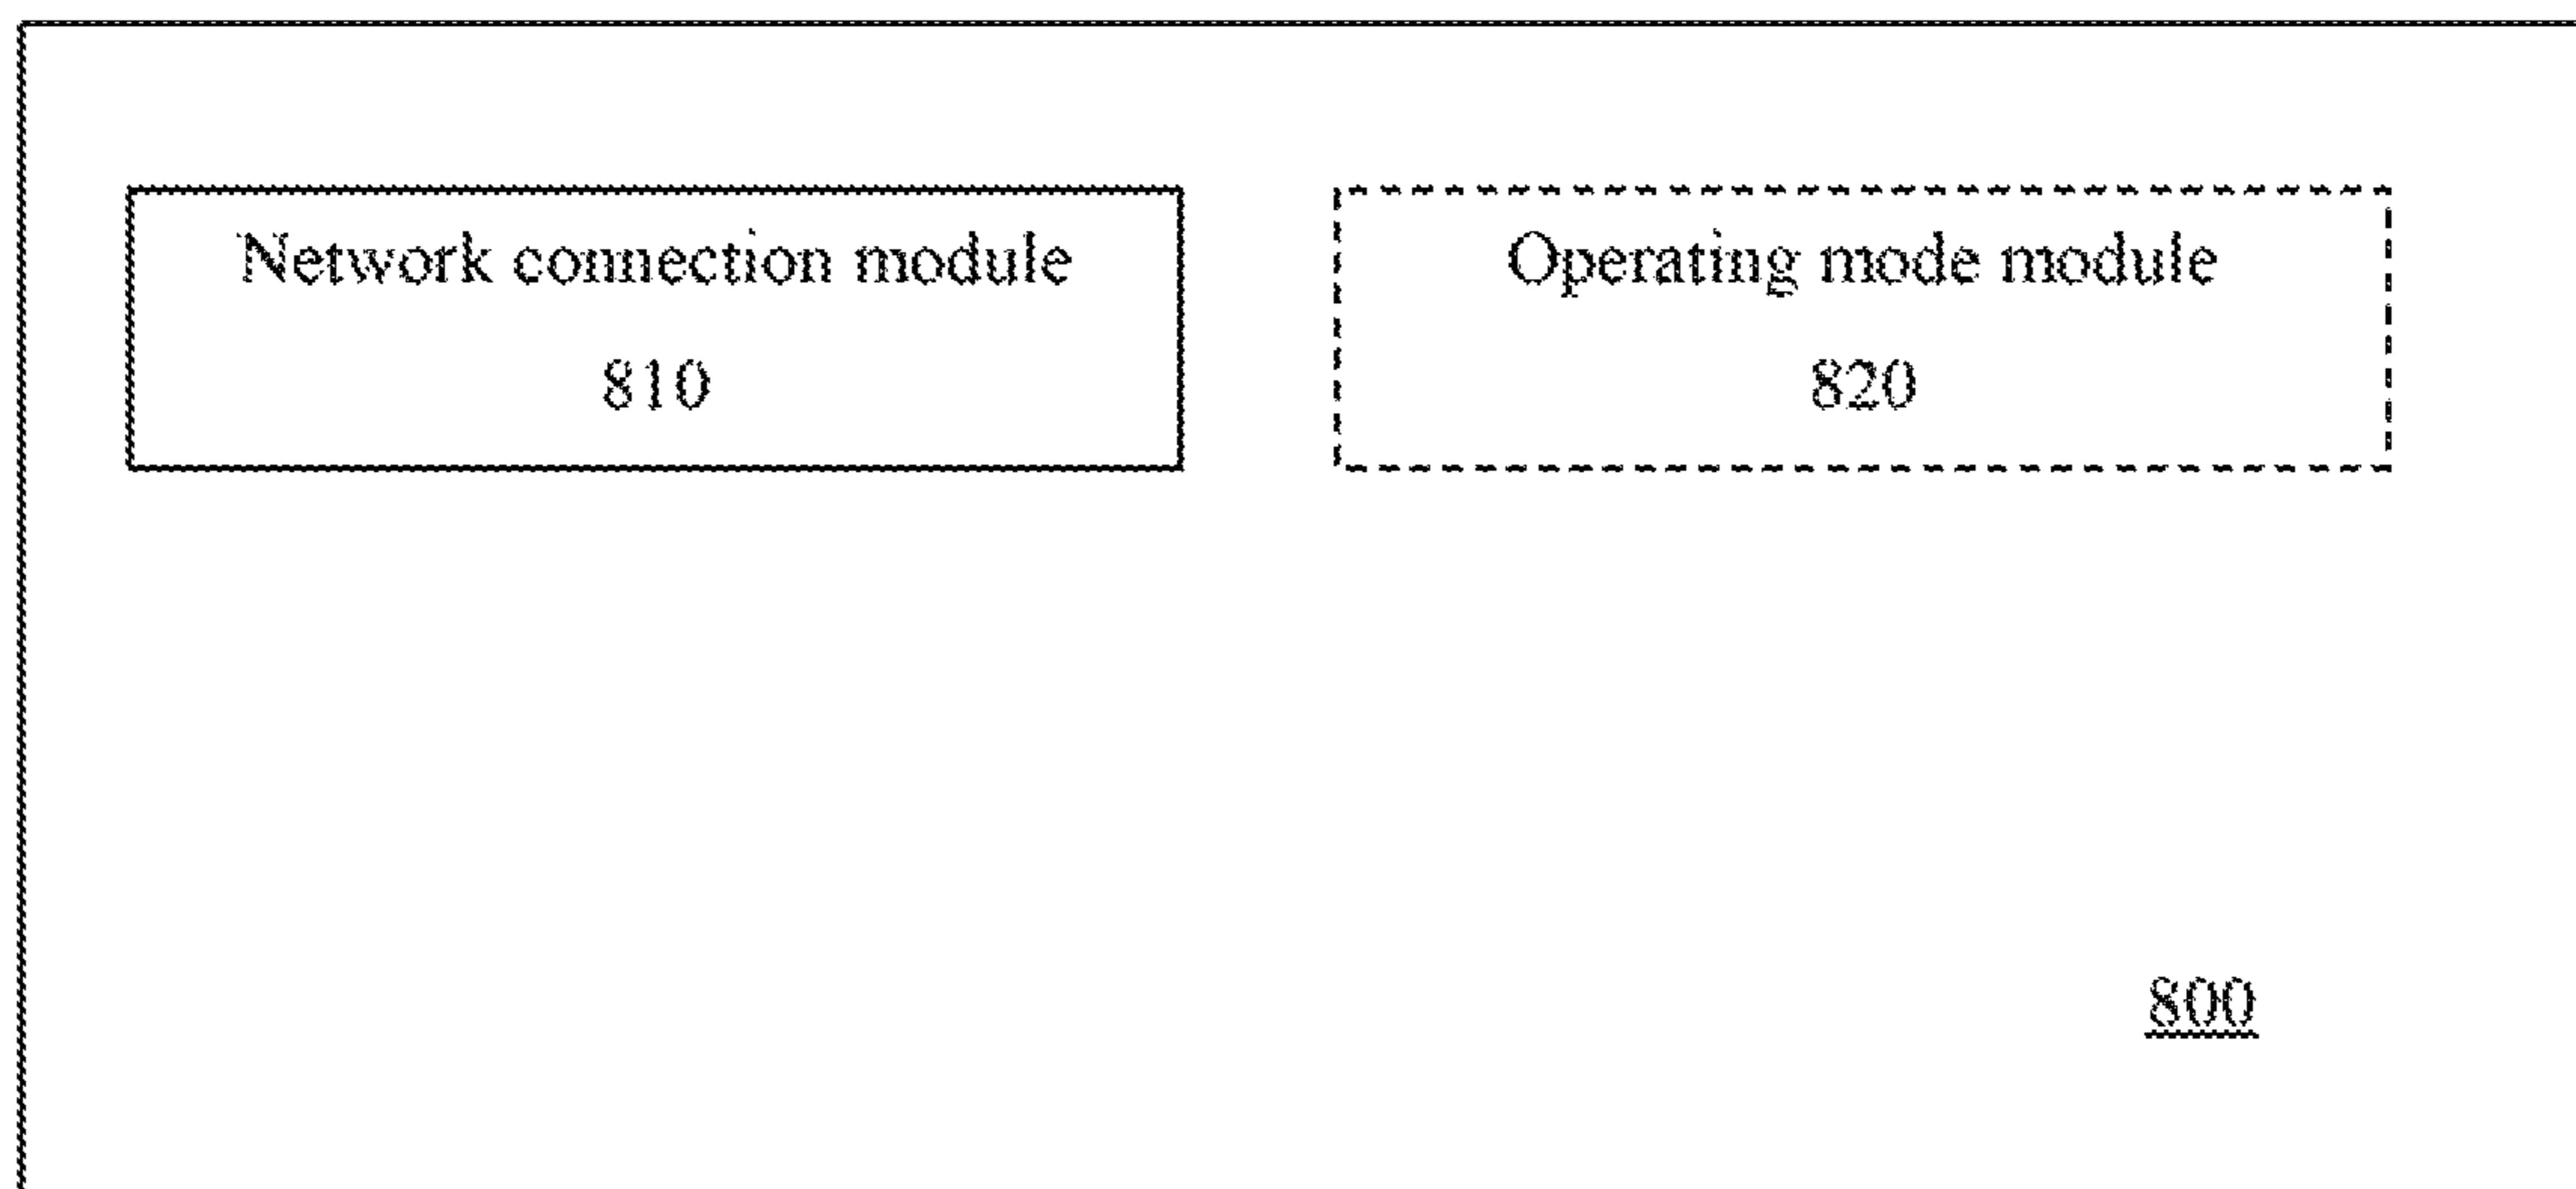 Network connection module
810
Operating mode module
820
800